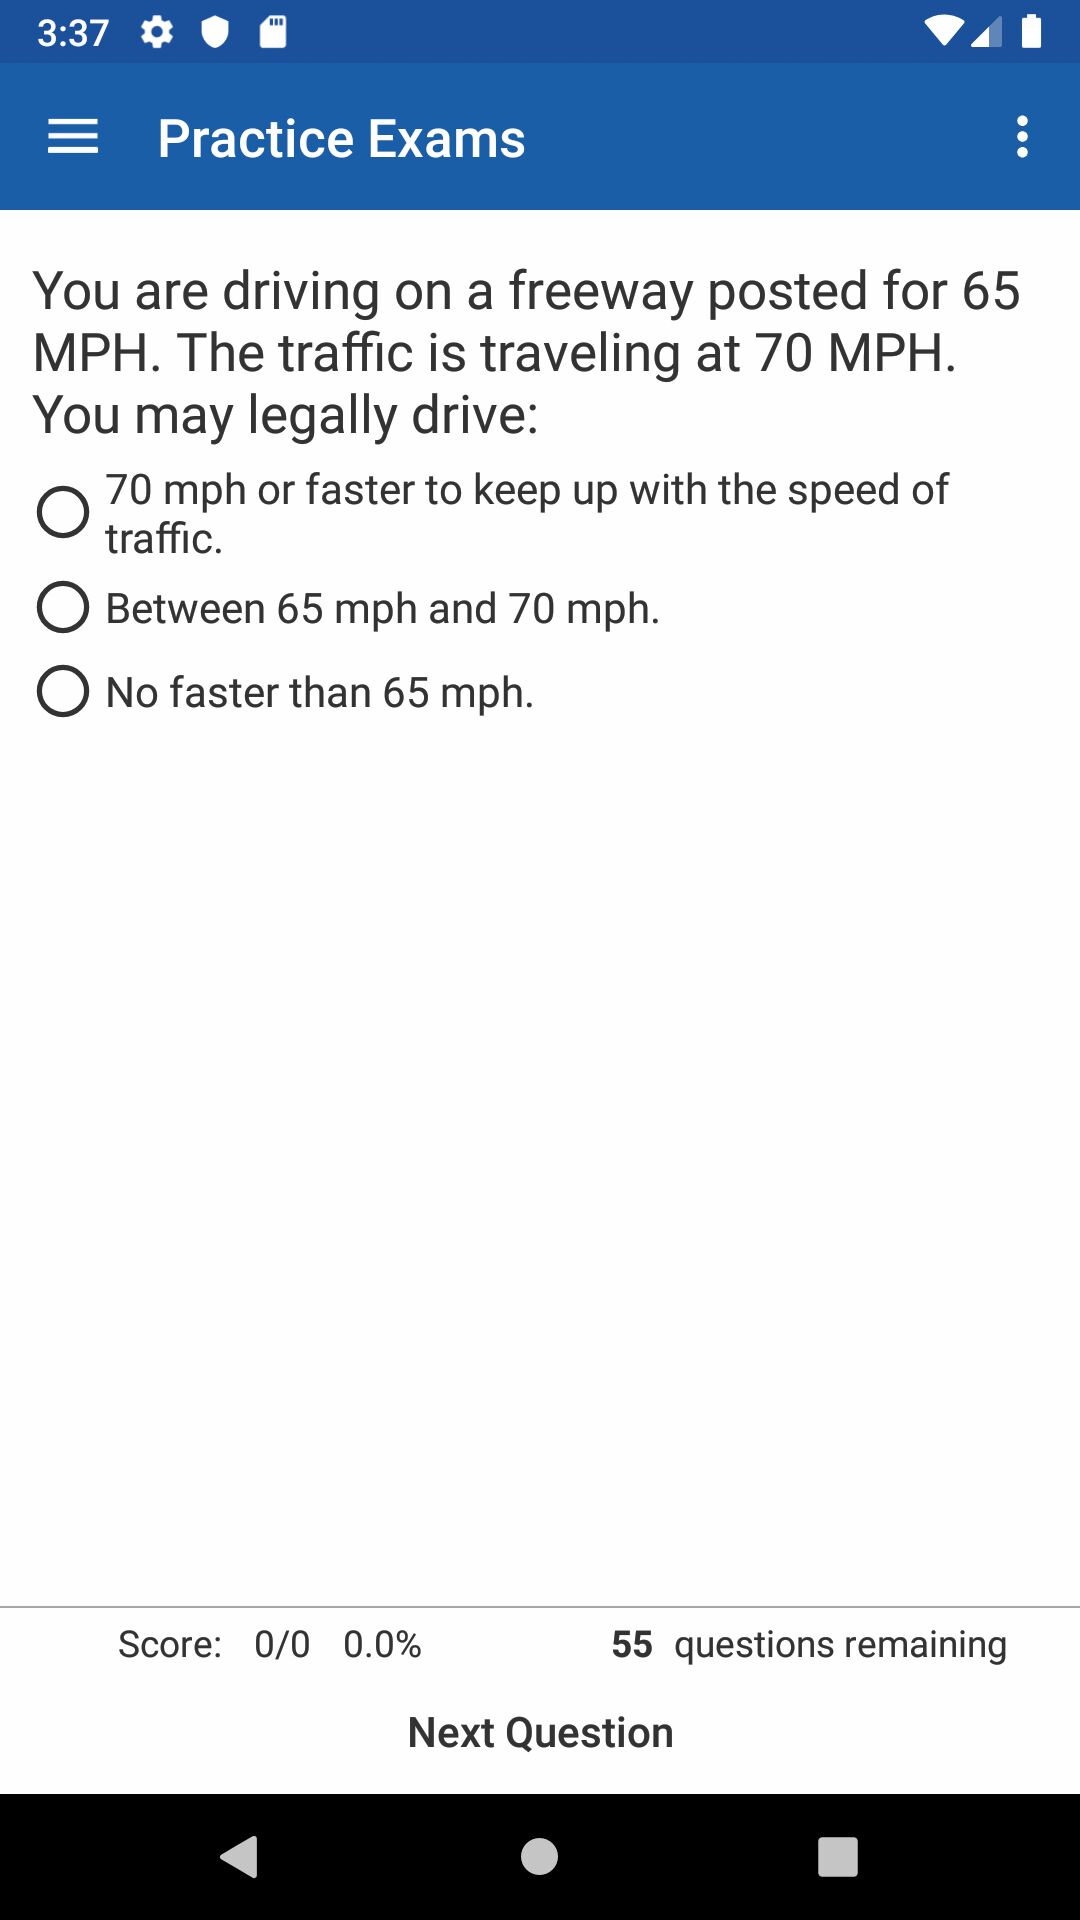 3:37
Practice Exams
You are driving on a freeway posted for 65
MPH. The traffic is traveling at 70 MPH.
You may legally drive:
70 mph or faster to keep up with the speed of
traffic.
Between 65 mph and 70 mph.
No faster than 65 mph.
Score: 0/0 0.0% 55 questions remaining
Next Question